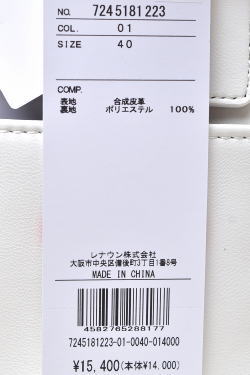 NO. 7245181223
COL. 01
SIZE 40
COMP.
表地 合成皮革
裏地 ポリエステル 100%
レナウン株式会社
大阪市中央区備後町3丁目1番8号
MADE IN CHINA
4582765288177
7245181223-01-0040-014000
¥15,400(本体¥14,000)